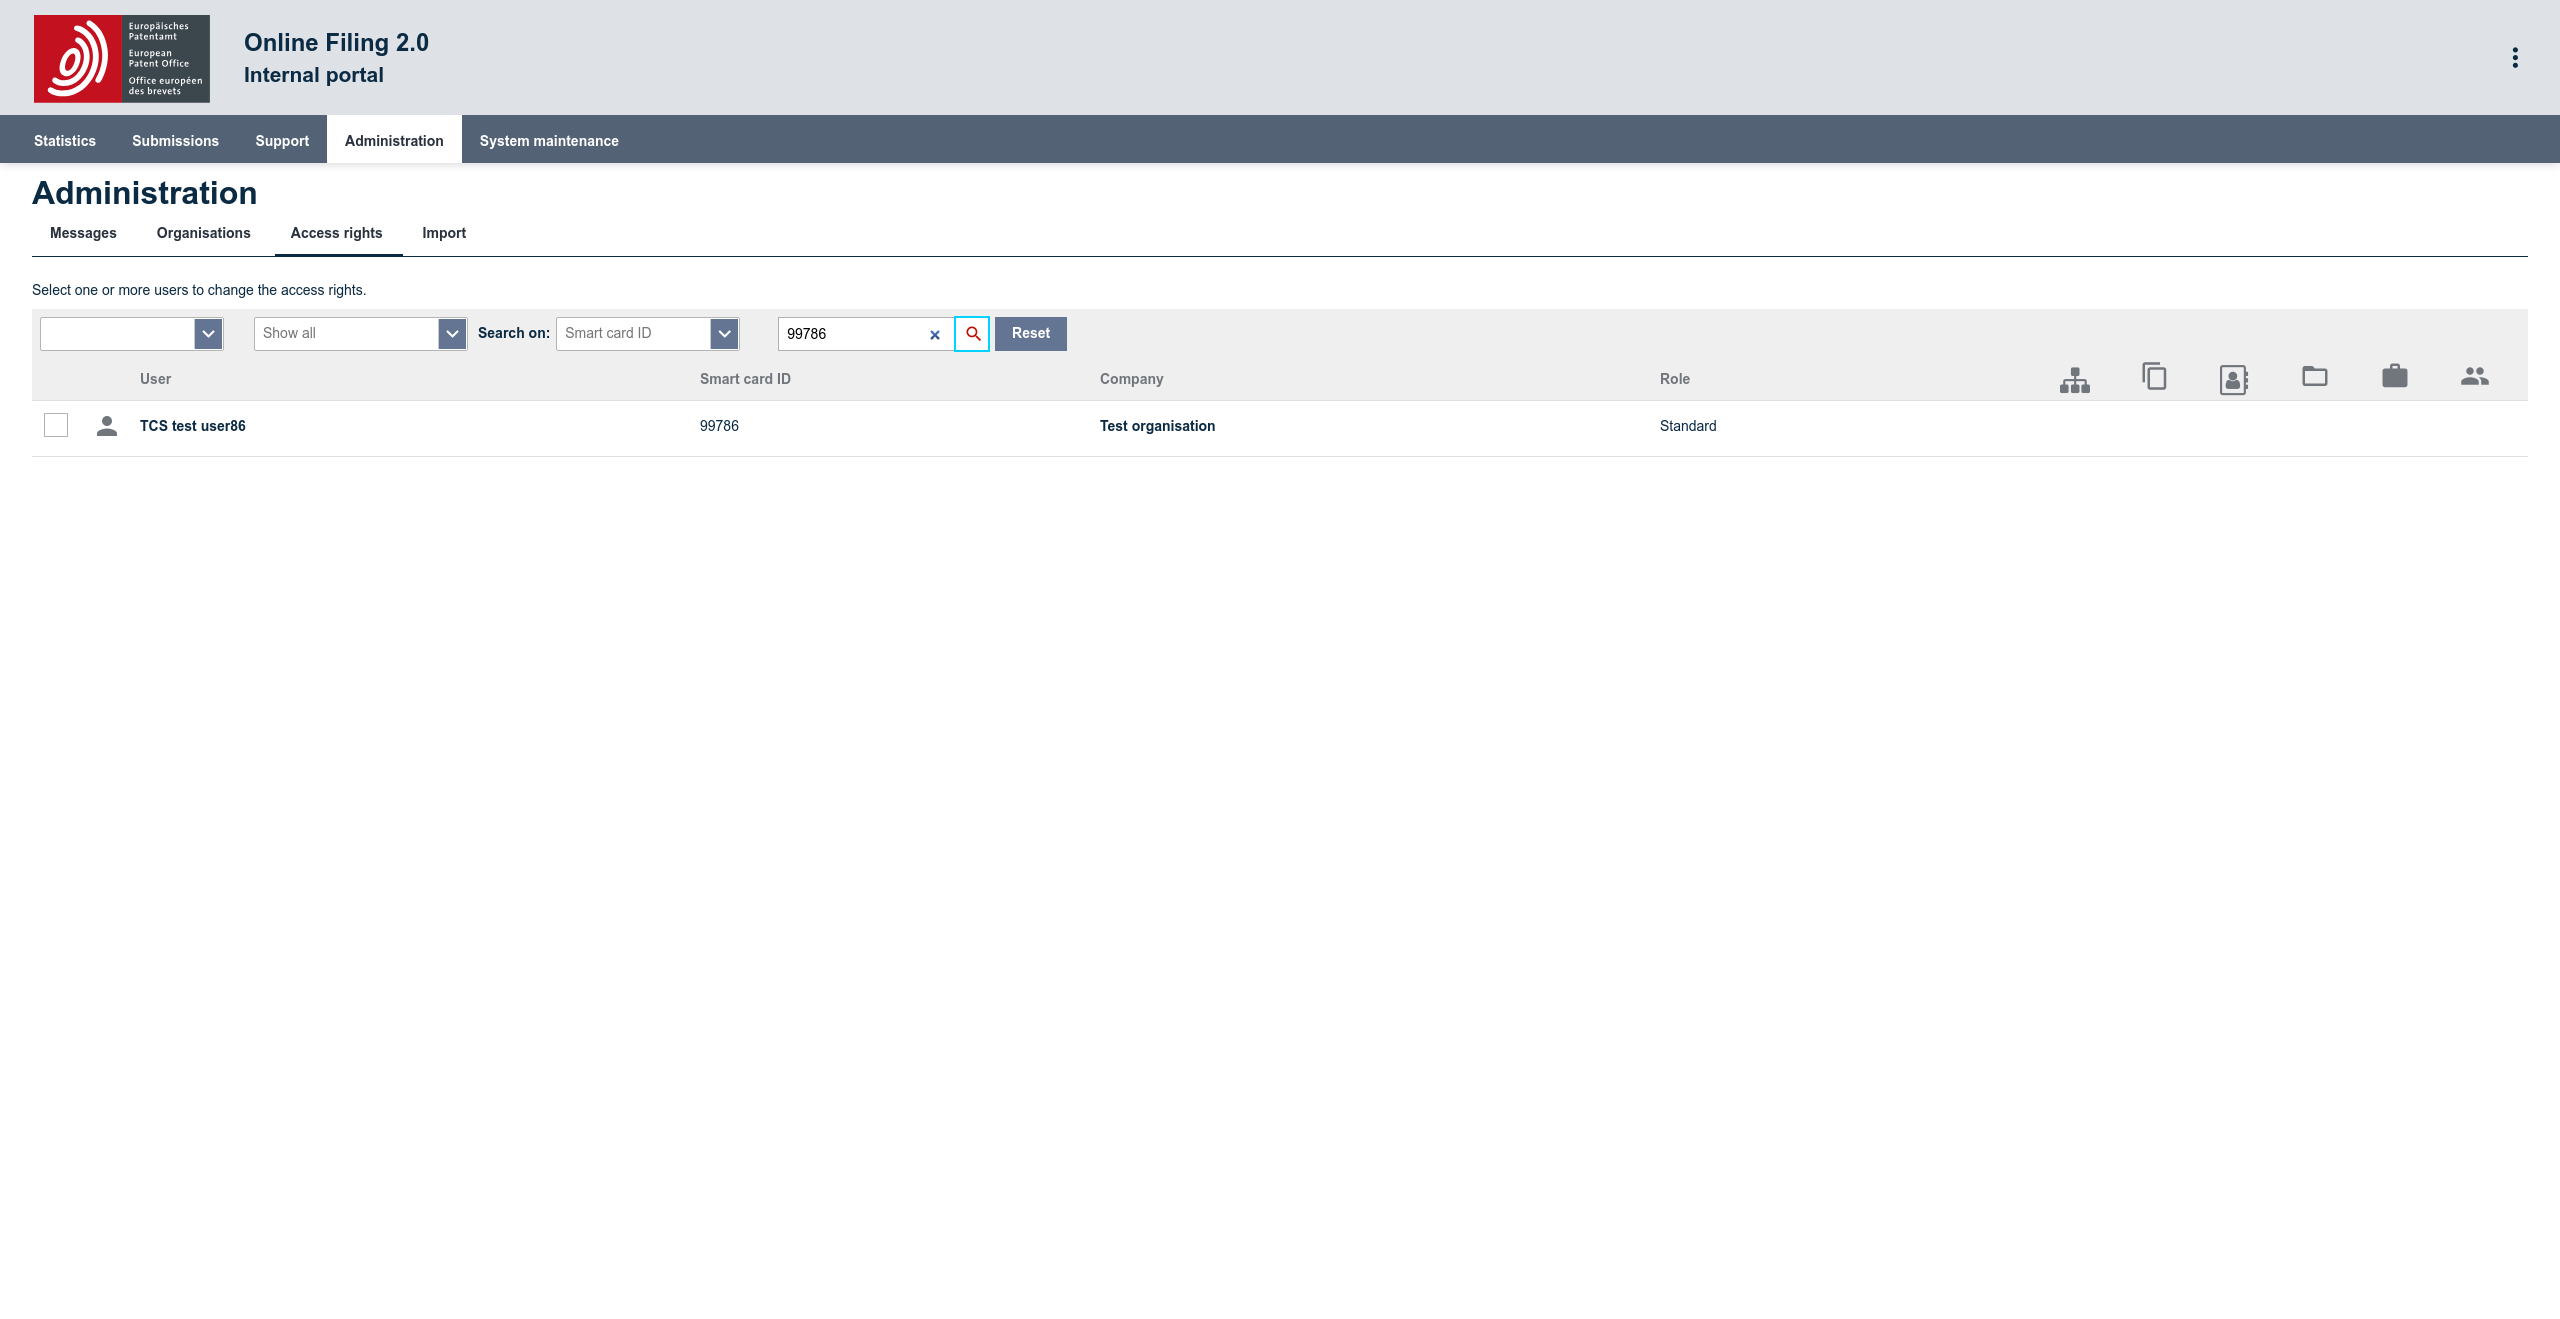 Europäisches
Patentamt
European
Patent Office
Office européen
des brevets
Online Filing 2.0
Internal portal
Statistics Submissions Support Administration System maintenance
Administration
Messages Organisations Access rights Import
Select one or more users to change the access rights.
Show all Search on: Smart card ID 99786 Reset
User Smart card ID Company Role
TCS test user86 99786 Test organisation Standard